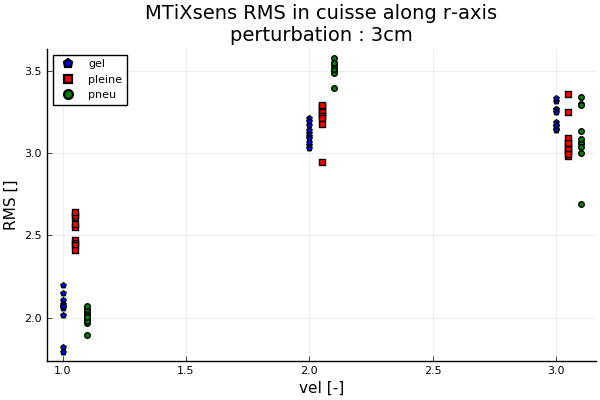 MTiXsens RMS in cuisse along r-axis
perturbation : 3cm
gel
pleine
pneu
RMS []
3.5
3.0
2.5
2.0
1.0
1.5
2.0
2.5
3.0
vel [-]